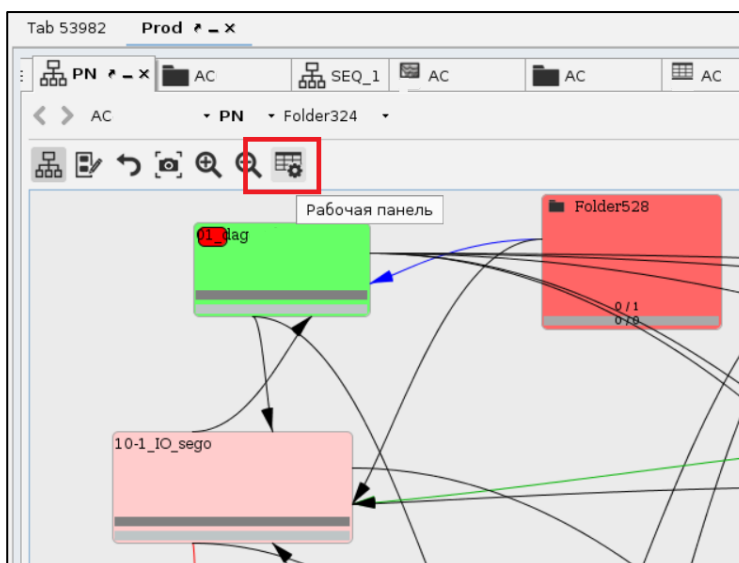 Tab 53982 Prod
PN AC SEQ_1 AC AC AC
AC PN Folder324
Рабочая панель
Folder528
01_dag
0 / 1
0 / 0
10-1_IO_sego